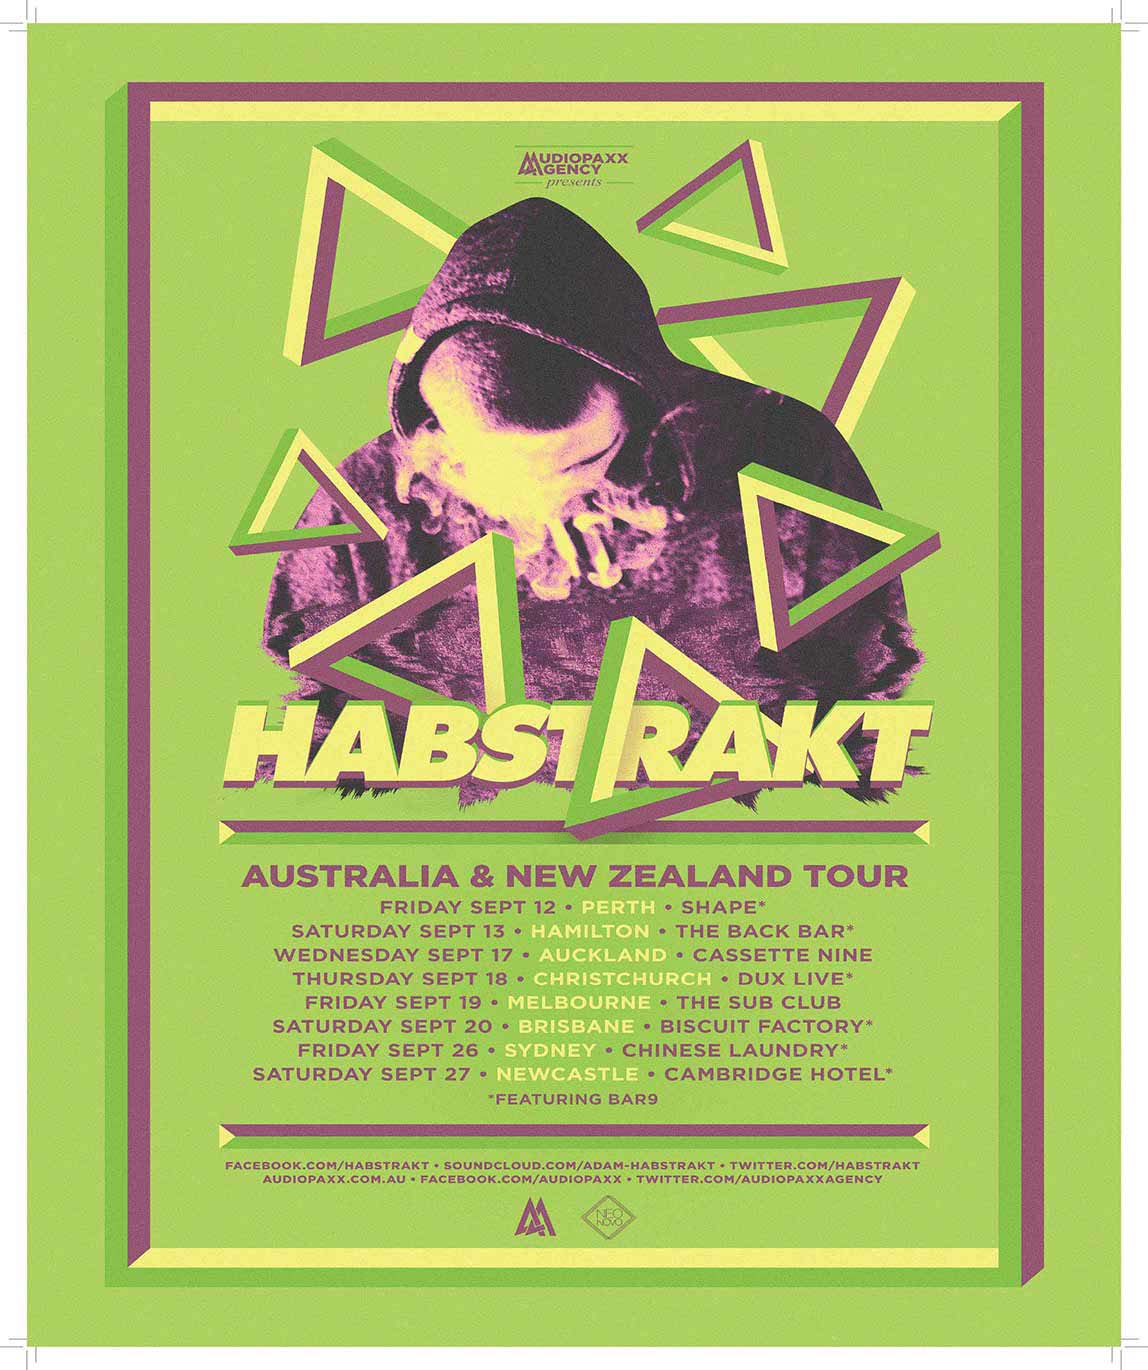 AUDIOPAXX
AGENCY
presents
HABSTRAKT
AUSTRALIA & NEW ZEALAND TOUR
FRIDAY SEPT 12 • PERTH • SHAPE*
SATURDAY SEPT 13 • HAMILTON • THE BACK BAR*
WEDNESDAY SEPT 17 • AUCKLAND • CASSETTE NINE
THURSDAY SEPT 18 • CHRISTCHURCH • DUX LIVE*
FRIDAY SEPT 19 • MELBOURNE • THE SUB CLUB
SATURDAY SEPT 20 • BRISBANE • BISCUIT FACTORY*
FRIDAY SEPT 26 • SYDNEY • CHINESE LAUNDRY*
SATURDAY SEPT 27 • NEWCASTLE • CAMBRIDGE HOTEL*
*FEATURING BAR9
FACEBOOK.COM/HABSTRAKT • SOUNDCLOUD.COM/ADAM-HABSTRAKT • TWITTER.COM/HABSTRAKT
AUDIOPAXX.COM.AU • FACEBOOK.COM/AUDIOPAXX • TWITTER.COM/AUDIOPAXXAGENCY
NEO
NOVO